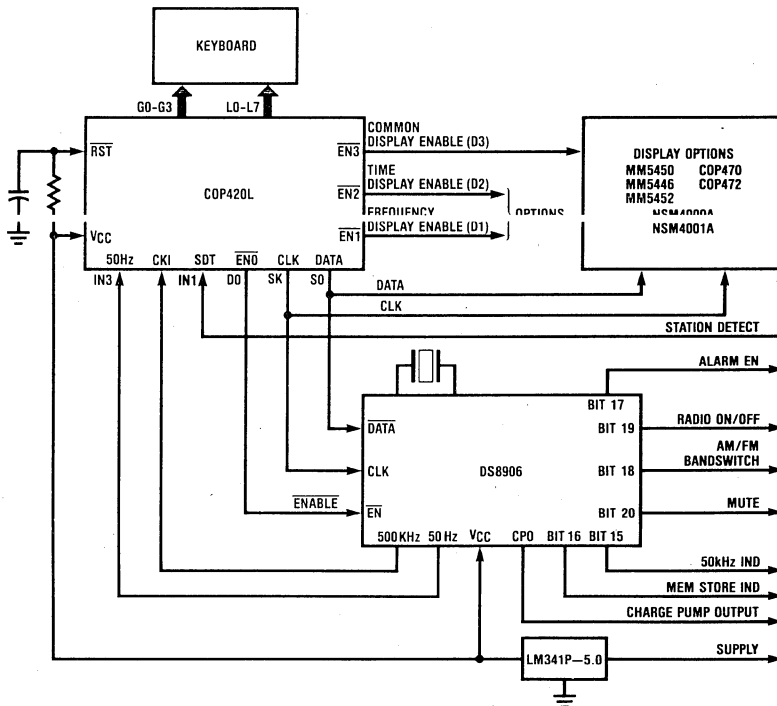 KEYBOARD
G0-G3
L0-L7
RST
COP420L
VCC
EN3
EN2
EN1
50Hz
CKI
SDT
EN0
CLK
DATA
IN3
IN1
D0
SK
SO
COMMON
DISPLAY ENABLE (D3)
TIME
DISPLAY ENABLE (D2)
FREQUENCY
DISPLAY ENABLE (D1)
OPTIONS
DISPLAY OPTIONS
MM5450 COP470
MM5446 COP472
MM5452
NSM4000A
NSM4001A
DATA
CLK
STATION DETECT
ALARM EN
BIT 17
DATA
BIT 19
RADIO ON/OFF
AM/FM
BANDSWITCH
CLK
DS8906
BIT 18
ENABLE
EN
BIT 20
MUTE
500KHz
50Hz
VCC
CPO
BIT 16
BIT 15
50kHz IND
MEM STORE IND
CHARGE PUMP OUTPUT
LM341P—5.0
SUPPLY